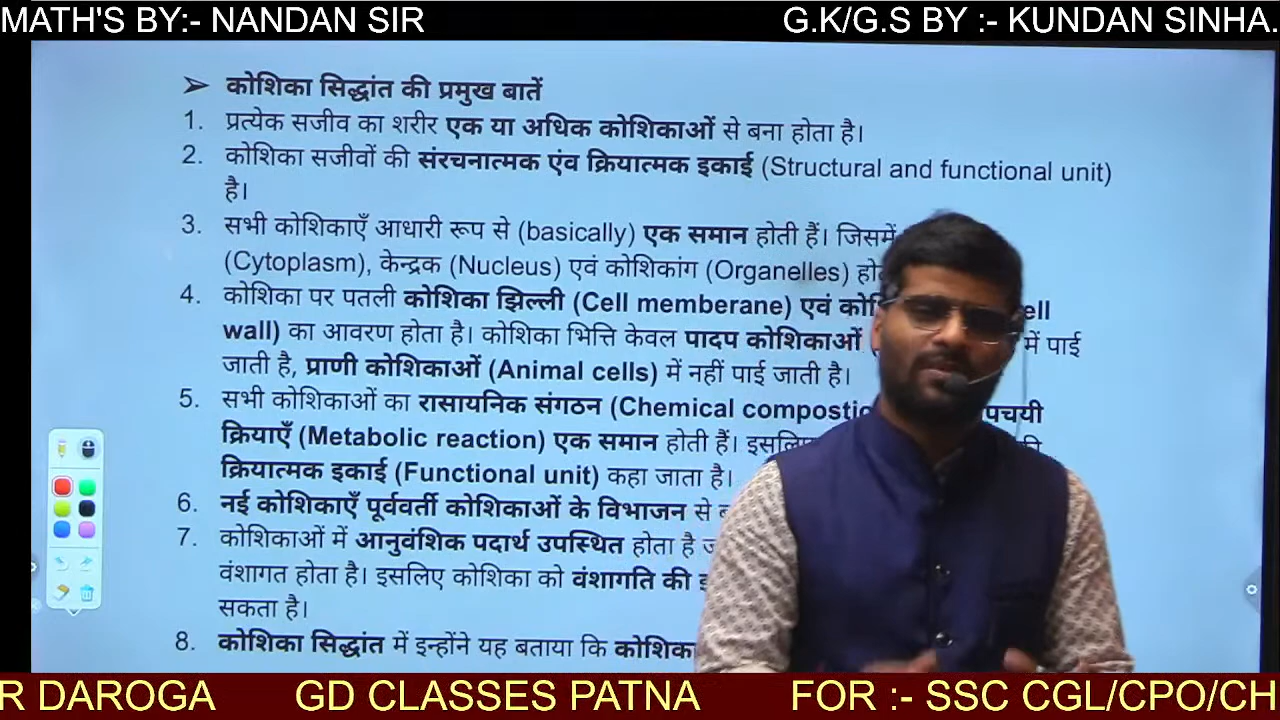 MATH'S BY:- NANDAN SIR G.K/G.S BY :- KUNDAN SINHA.
➢ कोशिका सिद्धांत की प्रमुख बातें
1. प्रत्येक सजीव का शरीर एक या अधिक कोशिकाओं से बना होता है।
2. कोशिका सजीवों की संरचनात्मक एंव क्रियात्मक इकाई (Structural and functional unit)
है।
3. सभी कोशिकाएँ आधारी रूप से (basically) एक समान होती हैं। जिसमें
(Cytoplasm), केन्द्रक (Nucleus) एवं कोशिकांग (Organelles)
4. कोशिका पर पतली कोशिका झिल्ली (Cell memberane) एवं
wall) का आवरण होता है। कोशिका भित्ति केवल पादप कोशिकाओं में पाई
जाती है, प्राणी कोशिकाओं (Animal cells) में नहीं पाई जाती है।
5. सभी कोशिकाओं का रासायनिक संगठन (Chemical
क्रियाएँ (Metabolic reaction) एक समान होती हैं।
क्रियात्मक इकाई (Functional unit) कहा जाता है।
6. नई कोशिकाएँ पूर्ववर्ती कोशिकाओं के विभाजन से
7. कोशिकाओं में आनुवंशिक पदार्थ उपस्थित होता है
वंशागत होता है। इसलिए कोशिका को वंशागति की
सकता है।
8. कोशिका सिद्धांत में इन्होंने यह बताया कि
R DAROGA GD CLASSES PATNA FOR :- SSC CGL/CPO/CH